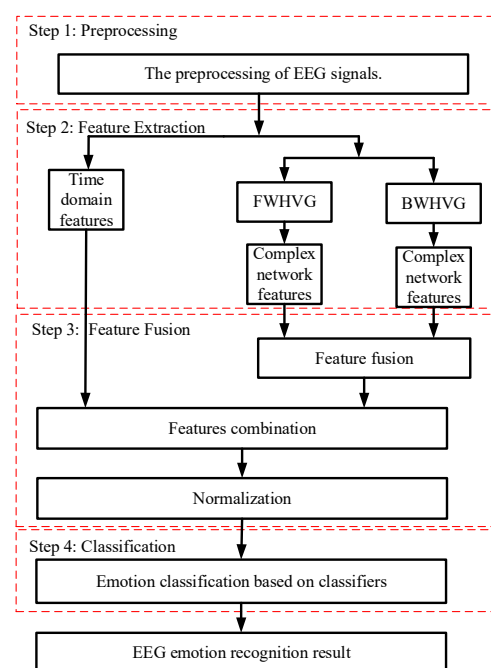 Step 1: Preprocessing
The preprocessing of EEG signals.
Step 2: Feature Extraction
Time
domain
features
FWHVG
BWHVG
Complex
network
features
Complex
network
features
Step 3: Feature Fusion
Feature fusion
Features combination
Normalization
Step 4: Classification
Emotion classification based on classifiers
EEG emotion recognition result